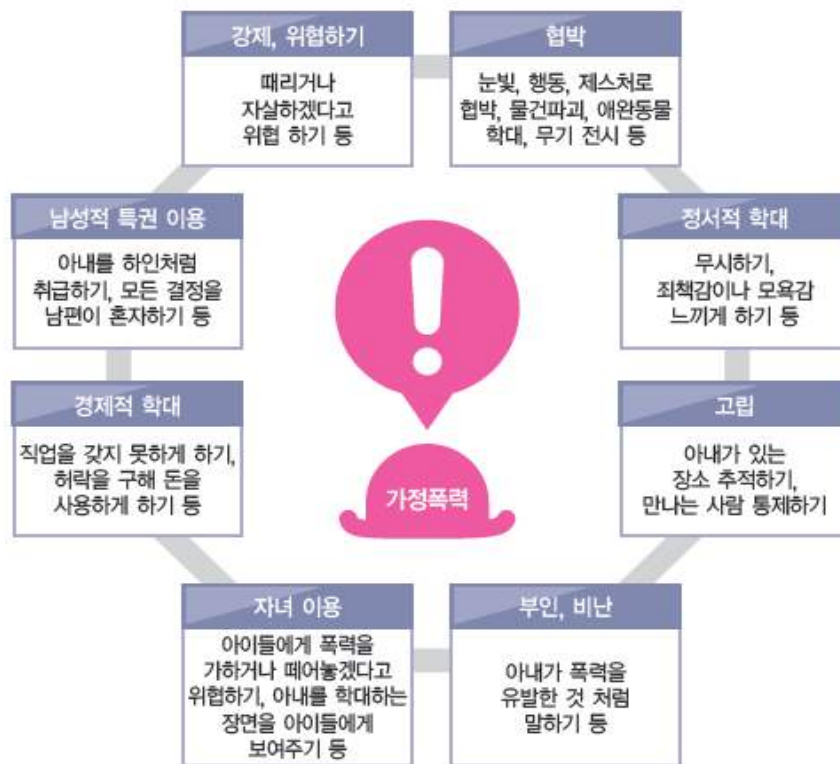 강제, 위협하기
때리거나
자살하겠다고
위협 하기 등
협박
눈빛, 행동, 제스처로
협박, 물건파괴, 애완동물
학대, 무기 전시 등
남성적 특권 이용
아내를 하인처럼
취급하기, 모든 결정을
남편이 혼자하기 등
정서적 학대
무시하기,
죄책감이나 모욕감
느끼게 하기 등
경제적 학대
직업을 갖지 못하게 하기,
허락을 구해 돈을
사용하게 하기 등
가정폭력
고립
아내가 있는
장소 추적하기,
만나는 사람 통제하기
자녀 이용
아이들에게 폭력을
가하거나 떼어놓겠다고
위협하기, 아내를 학대하는
장면을 아이들에게
보여주기 등
부인, 비난
아내가 폭력을
유발한 것 처럼
말하기 등